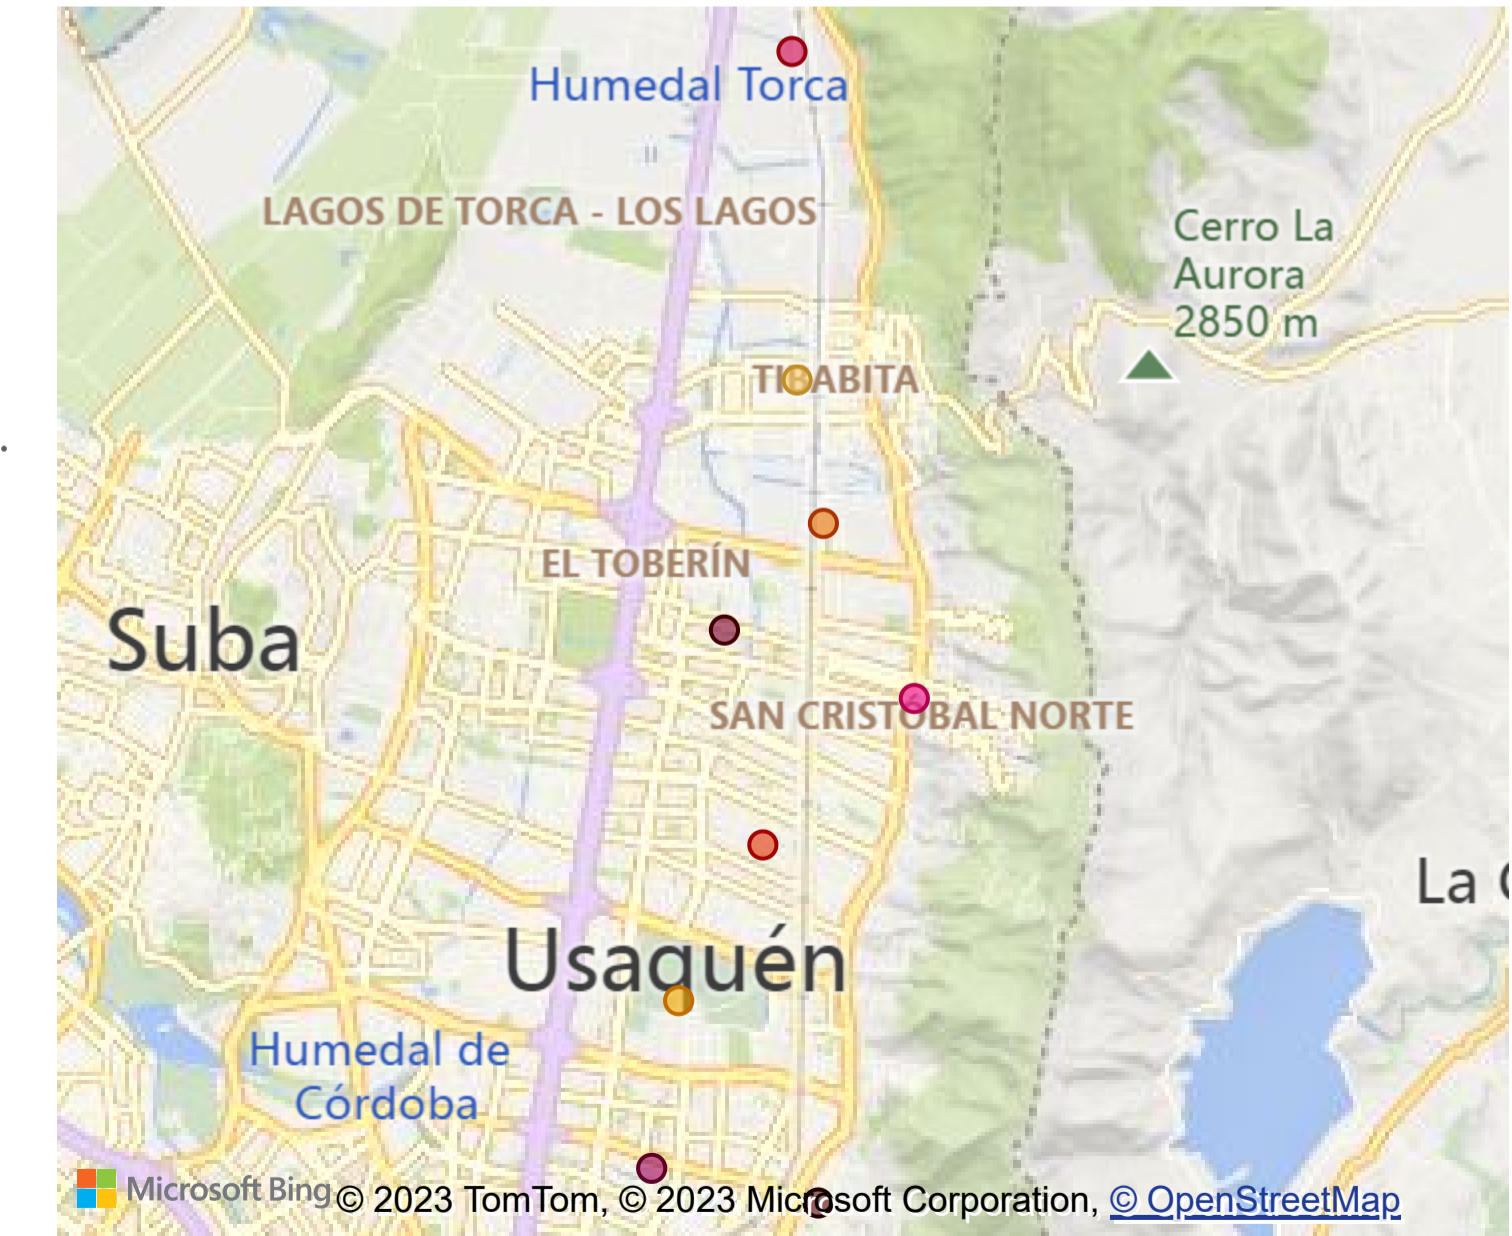 Humedal Torca
LAGOS DE TORCA - LOS LAGOS
Cerro La
Aurora
2850 m
TIBABITA
EL TOBERÍN
Suba
SAN CRISTOBAL NORTE
La
Usaquén
Humedal de
Córdoba
Microsoft Bing
© 2023 TomTom, © 2023 Microsoft Corporation, © OpenStreetMap